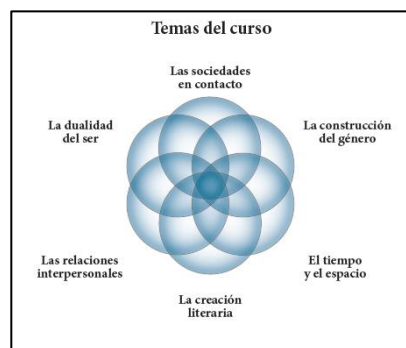 Temas del curso
Las sociedades
en contacto
La dualidad
del ser
La construcción
del género
Las relaciones
interpersonales
El tiempo
y el espacio
La creación
literaria